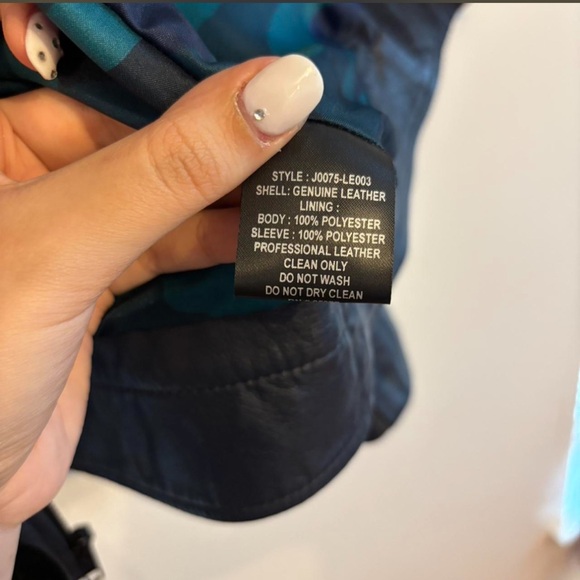 STYLE : J0075-LE003
SHELL: GENUINE LEATHER
LINING :
BODY : 100% POLYESTER
SLEEVE : 100% POLYESTER
PROFESSIONAL LEATHER
CLEAN ONLY
DO NOT WASH
DO NOT DRY CLEAN